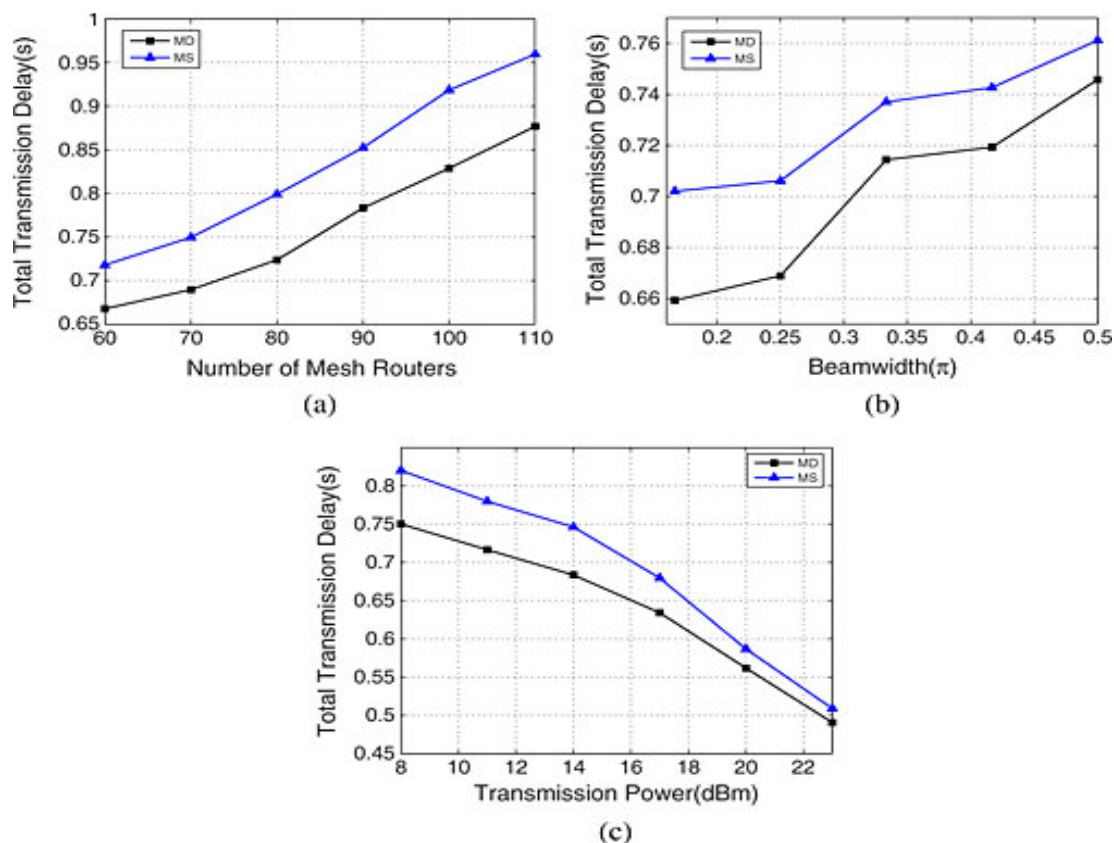 1
0.95
0.9
0.85
0.8
0.75
0.7
0.65
Total Transmission Delay(s)
MD
MS
60 70 80 90 100 110
Number of Mesh Routers
(a)
0.76
0.74
0.72
0.7
0.68
0.66
Total Transmission Delay(s)
MD
MS
0.2 0.25 0.3 0.35 0.4 0.45 0.5
Beamwidth(π)
(b)
0.8
0.75
0.7
0.65
0.6
0.55
0.5
0.45
Total Transmission Delay(s)
MD
MS
8 10 12 14 16 18 20 22
Transmission Power(dBm)
(c)